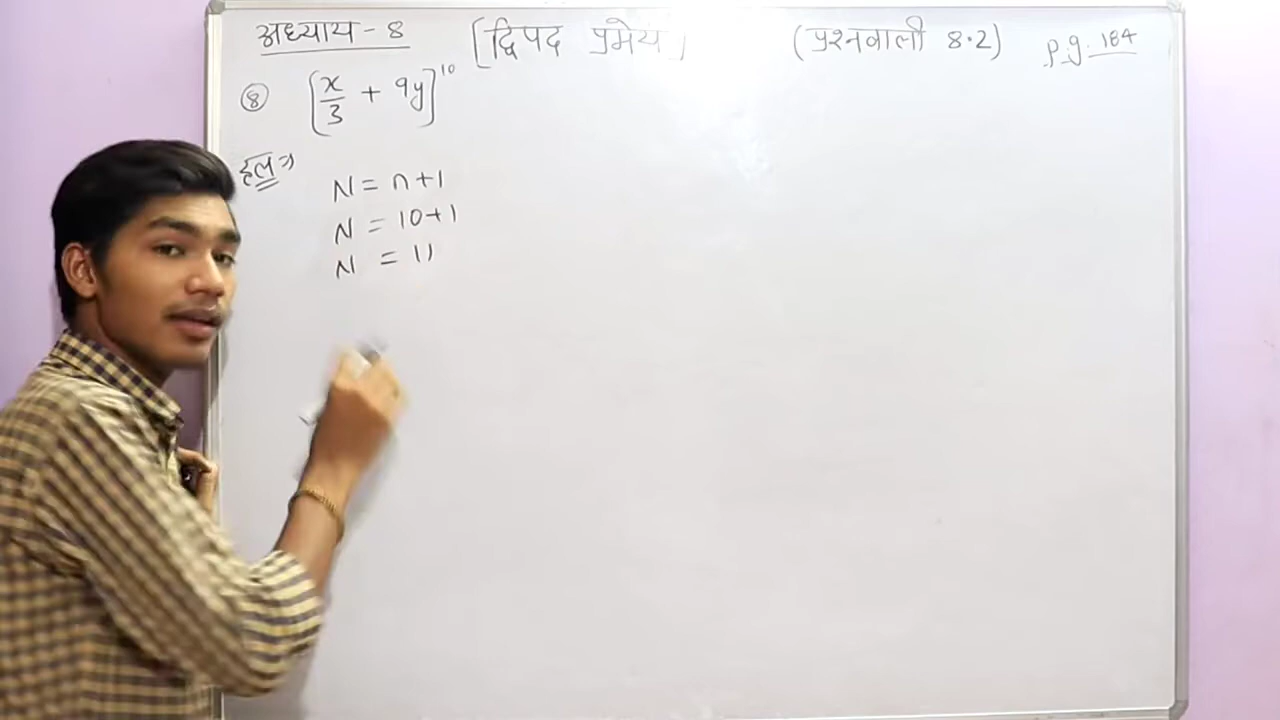 अध्याय - 8 [द्विपद प्रमेय] (प्रश्नवाली 8.2) P.g. 184
⑧ [x/3 + 9y]^10
हल ⇒
N = n+1
N = 10+1
N = 11